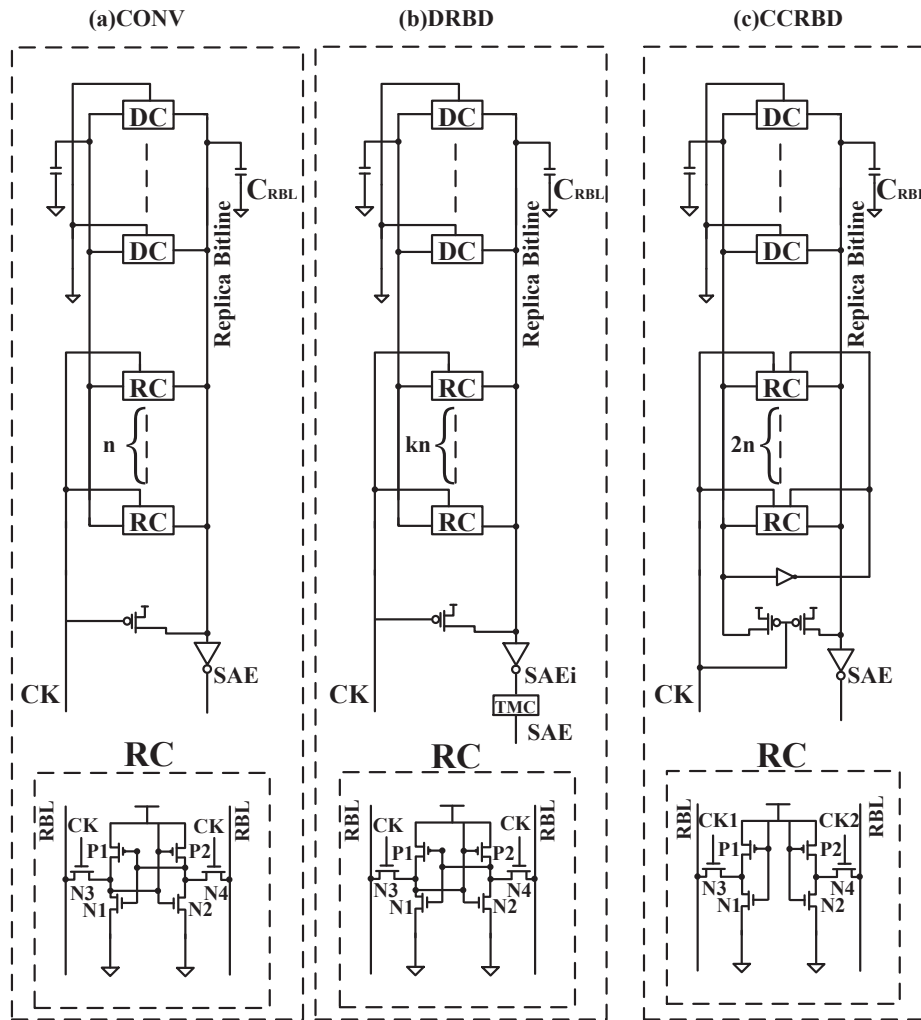 (a)CONV
DC
CRBL
DC
Replica Bitline
RC
n
RC
SAE
CK
RC
RBL
RBL
CK
CK
P1
P2
N3
N4
N1
N2
(b)DRBD
DC
CRBL
DC
Replica Bitline
RC
kn
RC
SAEi
CK
TMC
SAE
RC
RBL
RBL
CK
CK
P1
P2
N3
N4
N1
N2
(c)CCRBD
DC
CRBL
DC
Replica Bitline
RC
2n
RC
SAE
CK
RC
RBL
RBL
CK1
CK2
P1
P2
N3
N4
N1
N2